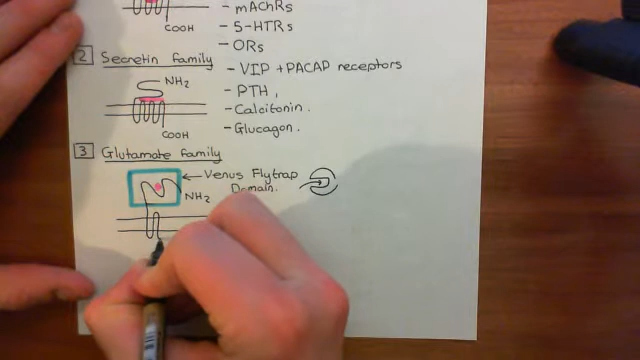 - mAChRs
- 5-HTRs
COOH
- ORs
2 Secretin family
- VIP + PACAP receptors
NH2
- PTH,
- Calcitonin.
- Glucagon.
COOH
3 Glutamate family
Venus Flytrap
Domain.
NH2